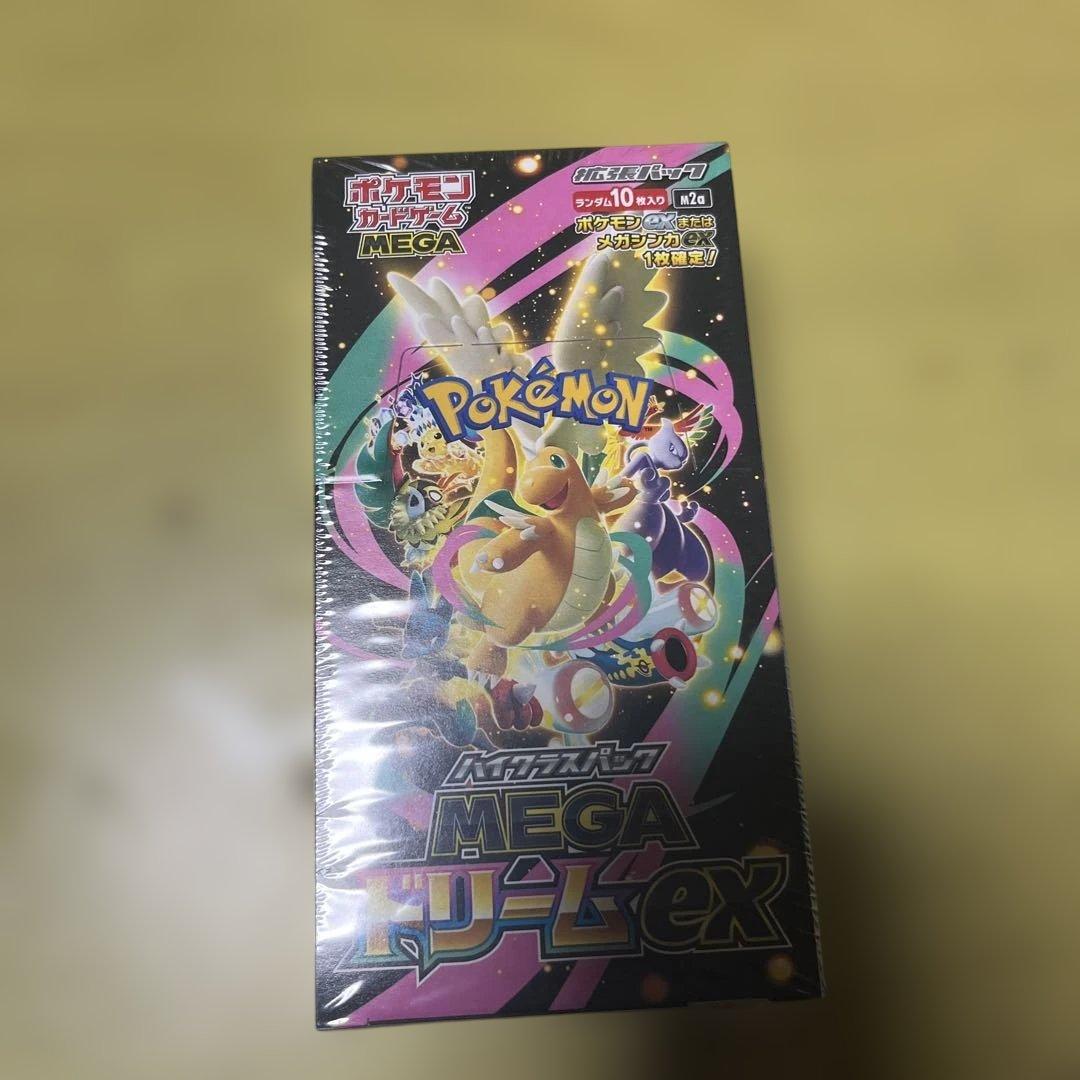 ポケモン
カードゲーム
MEGA
拡張パック
ランダム10枚入り M2a
ポケモンexまたは
メガシンカex
1枚確定!
POKÉMON
ハイクラスパック
MEGA
ドリームex